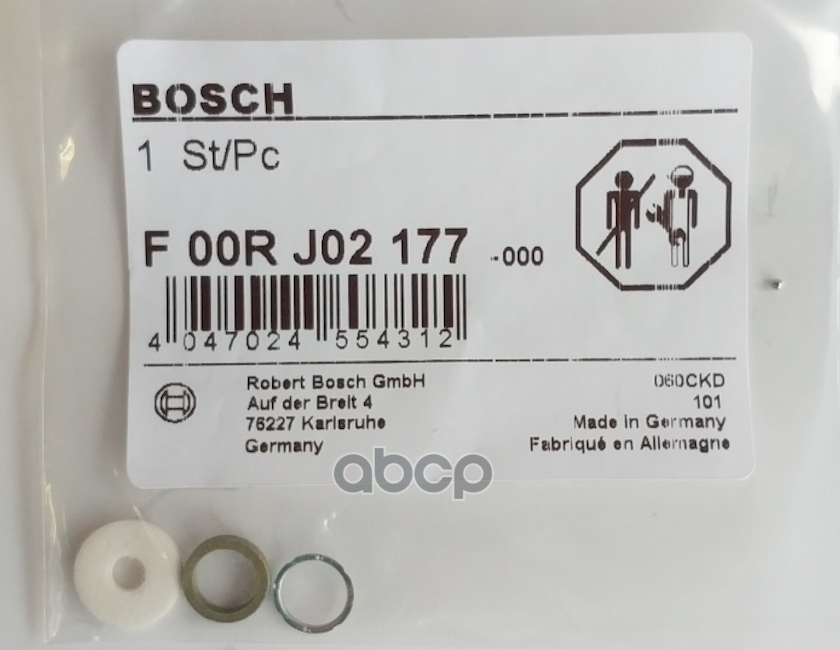 BOSCH
1 St/Pc
F 00R J02 177 -000
4 047024 554312
Robert Bosch GmbH
Auf der Breit 4
76227 Karlsruhe
Germany
060CKD
101
Made in Germany
Fabriqué en Allemagne
abcp